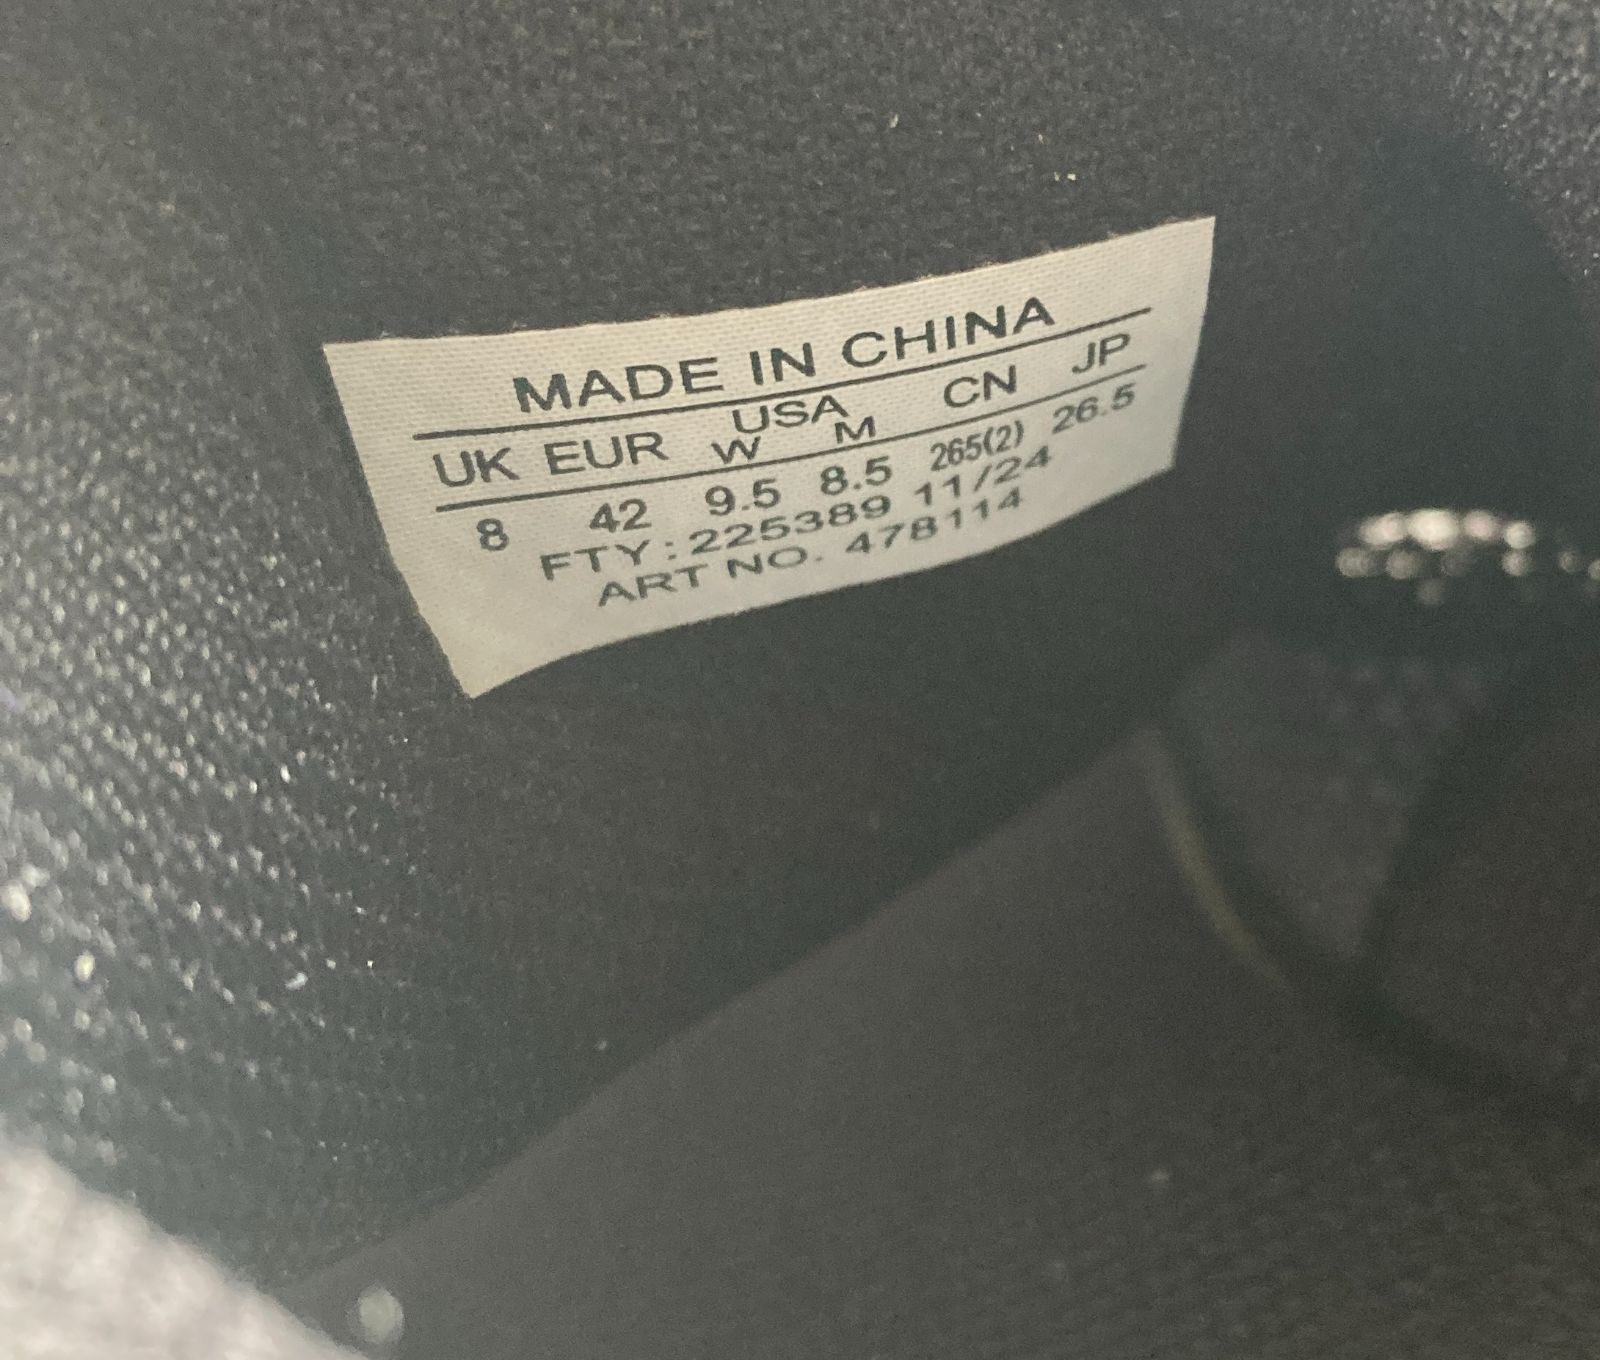 MADE IN CHINA
UK EUR USA CN JP
W M
8 42 9.5 8.5 265(2) 26.5
FTY:225389 11/24
ART NO. 478114